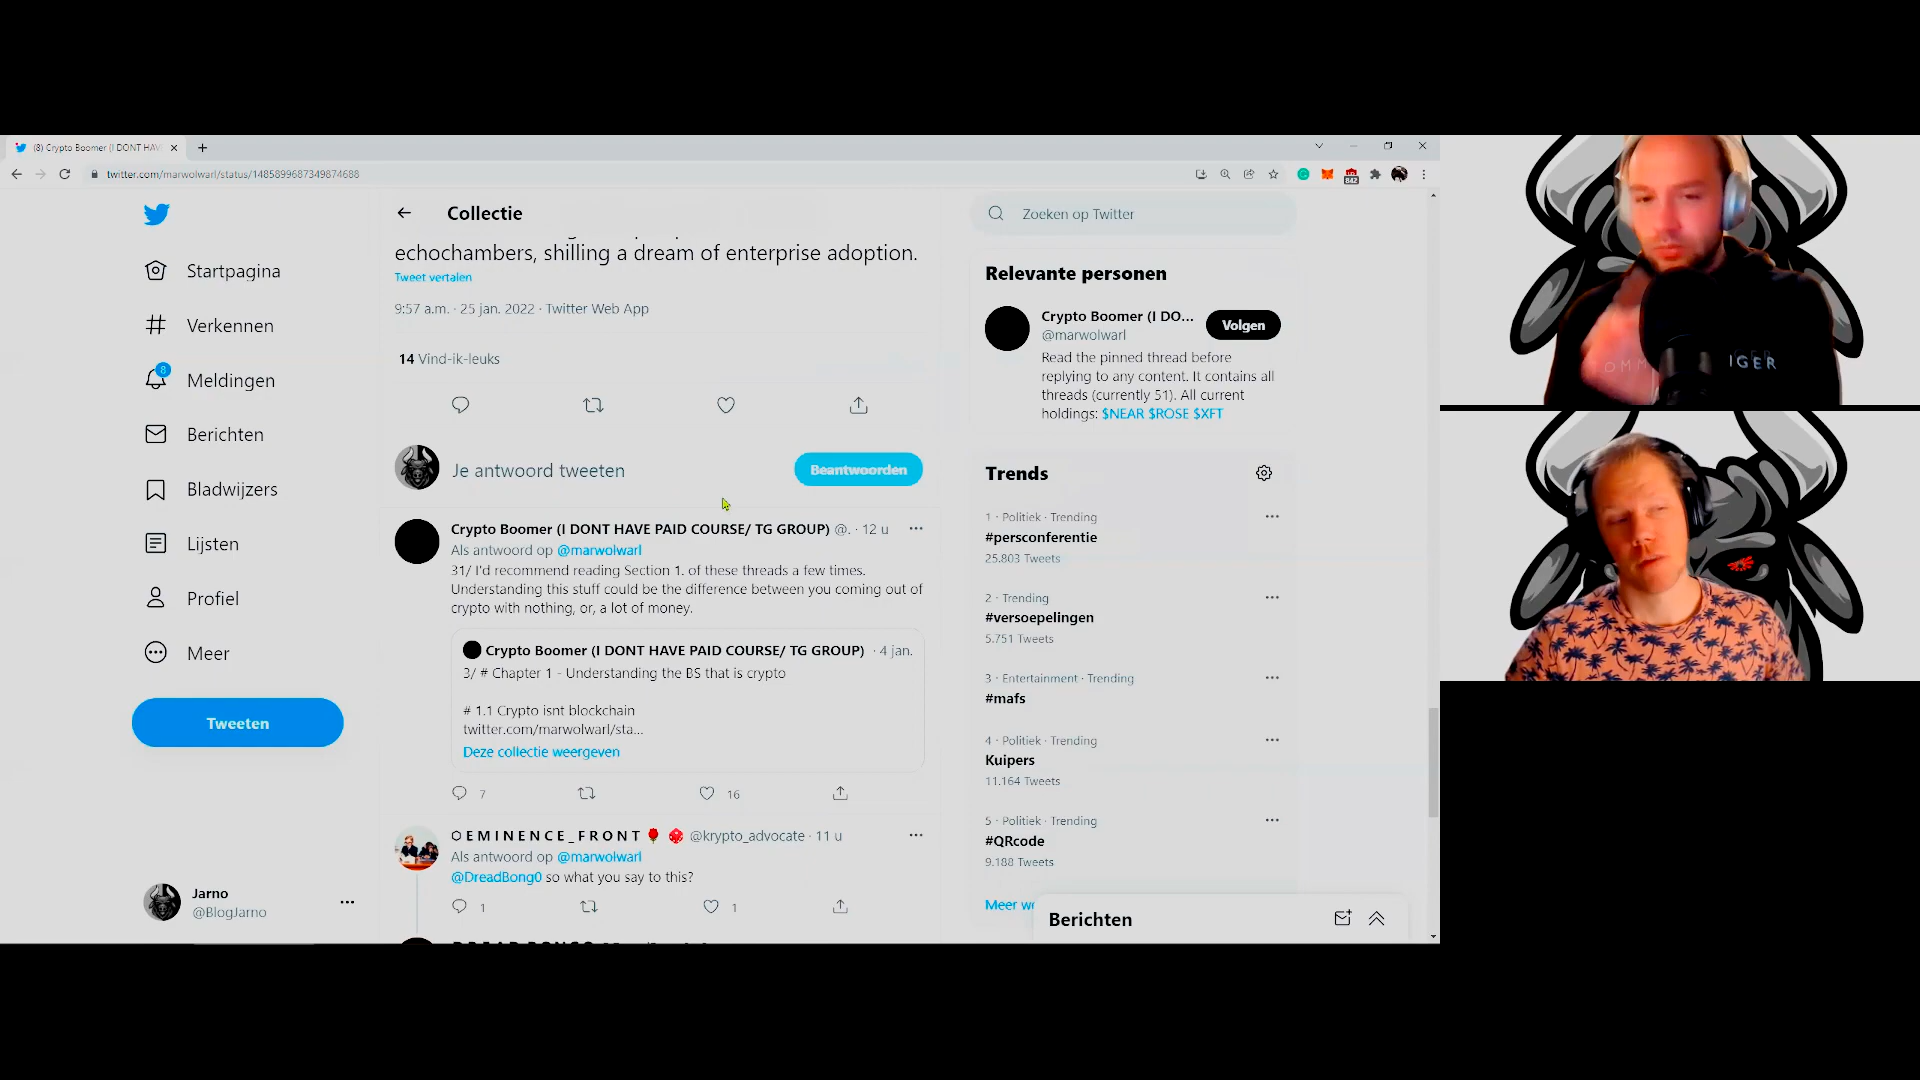 (8) Crypto Boomer (I DONT HAV
twitter.com/marwolwarl/status/1485899687349874688
Startpagina
Verkennen
8
Meldingen
Berichten
Bladwijzers
Lijsten
Profiel
Meer
Tweeten
Jarno
@BlogJarno
Collectie
echochambers, shilling a dream of enterprise adoption.
Tweet vertalen
9:57 a.m. · 25 jan. 2022 · Twitter Web App
14 Vind-ik-leuks
Je antwoord tweeten
Beantwoorden
Crypto Boomer (I DONT HAVE PAID COURSE/ TG GROUP) @. · 12 u
Als antwoord op @marwolwarl
31/ I'd recommend reading Section 1. of these threads a few times.
Understanding this stuff could be the difference between you coming out of
crypto with nothing, or, a lot of money.
Crypto Boomer (I DONT HAVE PAID COURSE/ TG GROUP) · 4 jan.
3/ # Chapter 1 - Understanding the BS that is crypto
# 1.1 Crypto isnt blockchain
twitter.com/marwolwarl/sta...
Deze collectie weergeven
7
16
E M I N E N C E _ F R O N T @krypto_advocate · 11 u
Als antwoord op @marwolwarl
@DreadBong0 so what you say to this?
1
1
Zoeken op Twitter
Relevante personen
Crypto Boomer (I DO...
@marwolwarl
Volgen
Read the pinned thread before
replying to any content. It contains all
threads (currently 51). All current
holdings: $NEAR $ROSE $XFT
Trends
1 · Politiek · Trending
#persconferentie
25.803 Tweets
2 · Trending
#versoepelingen
5.751 Tweets
3 · Entertainment · Trending
#mafs
4 · Politiek · Trending
Kuipers
11.164 Tweets
5 · Politiek · Trending
#QRcode
9.188 Tweets
Meer we
Berichten
OMM
IGER